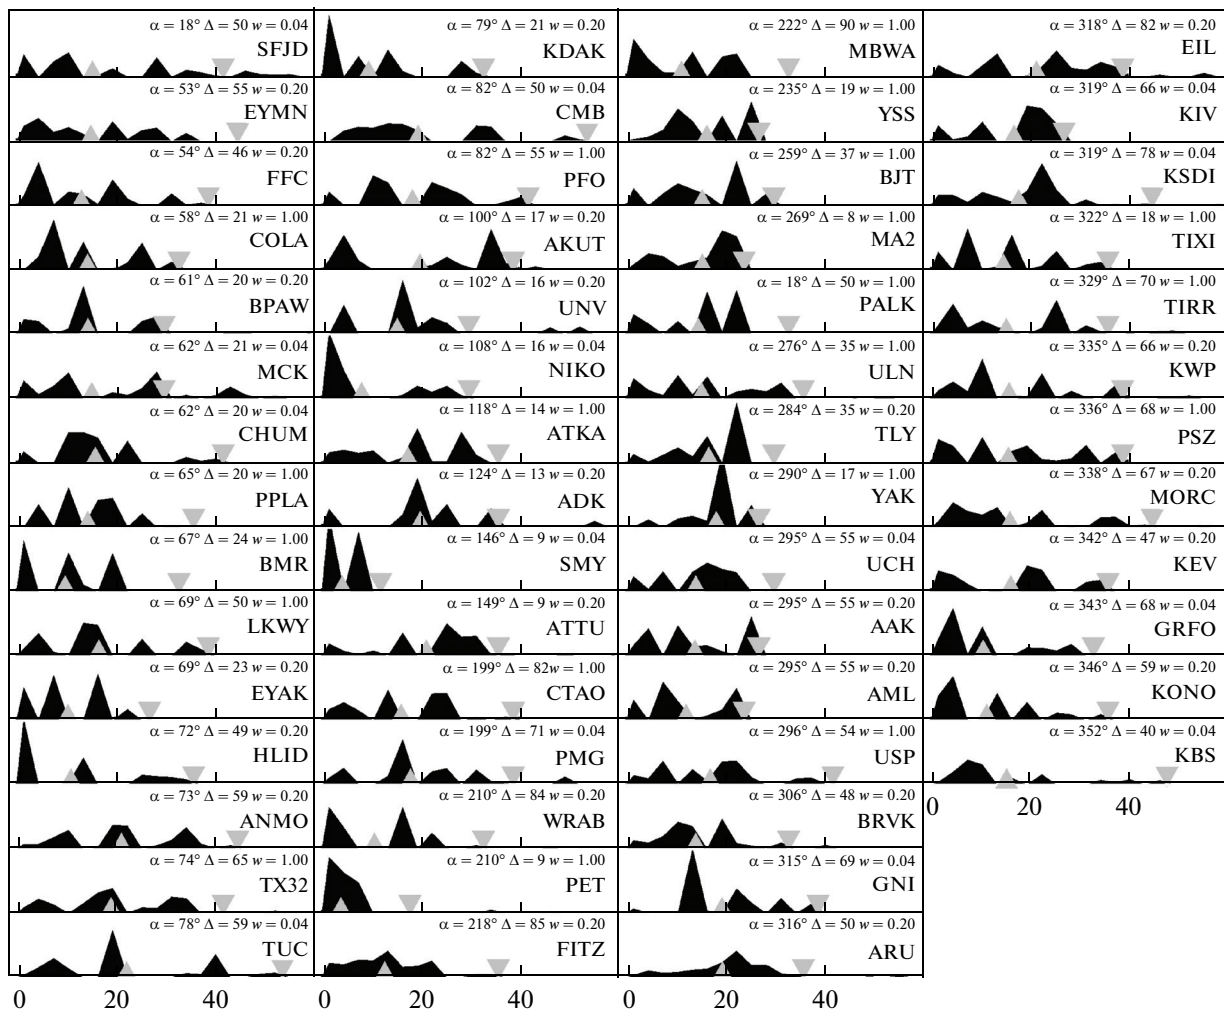 α = 18° Δ = 50 w = 0.04
SFJD
α = 53° Δ = 55 w = 0.20
EYMN
α = 54° Δ = 46 w = 0.20
FFC
α = 58° Δ = 21 w = 1.00
COLA
α = 61° Δ = 20 w = 0.20
BPAW
α = 62° Δ = 21 w = 0.04
MCK
α = 62° Δ = 20 w = 0.04
CHUM
α = 65° Δ = 20 w = 1.00
PPLA
α = 67° Δ = 24 w = 1.00
BMR
α = 69° Δ = 50 w = 1.00
LKWY
α = 69° Δ = 23 w = 0.20
EYAK
α = 72° Δ = 49 w = 0.20
HLID
α = 73° Δ = 59 w = 0.20
ANMO
α = 74° Δ = 65 w = 1.00
TX32
α = 78° Δ = 59 w = 0.04
TUC
0 20 40
α = 79° Δ = 21 w = 0.20
KDAK
α = 82° Δ = 50 w = 0.04
CMB
α = 82° Δ = 55 w = 1.00
PFO
α = 100° Δ = 17 w = 0.20
AKUT
α = 102° Δ = 16 w = 0.20
UNV
α = 108° Δ = 16 w = 0.04
NIKO
α = 118° Δ = 14 w = 1.00
ATKA
α = 124° Δ = 13 w = 0.20
ADK
α = 146° Δ = 9 w = 0.04
SMY
α = 149° Δ = 9 w = 0.20
ATTU
α = 199° Δ = 82w = 1.00
CTAO
α = 199° Δ = 71 w = 0.04
PMG
α = 210° Δ = 84 w = 0.20
WRAB
α = 210° Δ = 9 w = 1.00
PET
α = 218° Δ = 85 w = 0.20
FITZ
0 20 40
α = 222° Δ = 90 w = 1.00
MBWA
α = 235° Δ = 19 w = 1.00
YSS
α = 259° Δ = 37 w = 1.00
BJT
α = 269° Δ = 8 w = 1.00
MA2
α = 18° Δ = 50 w = 1.00
PALK
α = 276° Δ = 35 w = 1.00
ULN
α = 284° Δ = 35 w = 0.20
TLY
α = 290° Δ = 17 w = 1.00
YAK
α = 295° Δ = 55 w = 0.04
UCH
α = 295° Δ = 55 w = 0.20
AAK
α = 295° Δ = 55 w = 0.20
AML
α = 296° Δ = 54 w = 1.00
USP
α = 306° Δ = 48 w = 0.20
BRVK
α = 315° Δ = 69 w = 0.04
GNI
α = 316° Δ = 50 w = 0.20
ARU
0 20 40
α = 318° Δ = 82 w = 0.20
EIL
α = 319° Δ = 66 w = 0.04
KIV
α = 319° Δ = 78 w = 0.04
KSDI
α = 322° Δ = 18 w = 1.00
TIXI
α = 329° Δ = 70 w = 1.00
TIRR
α = 335° Δ = 66 w = 0.20
KWP
α = 336° Δ = 68 w = 1.00
PSZ
α = 338° Δ = 67 w = 0.20
MORC
α = 342° Δ = 47 w = 0.20
KEV
α = 343° Δ = 68 w = 0.04
GRFO
α = 346° Δ = 59 w = 0.20
KONO
α = 352° Δ = 40 w = 0.04
KBS
0 20 40